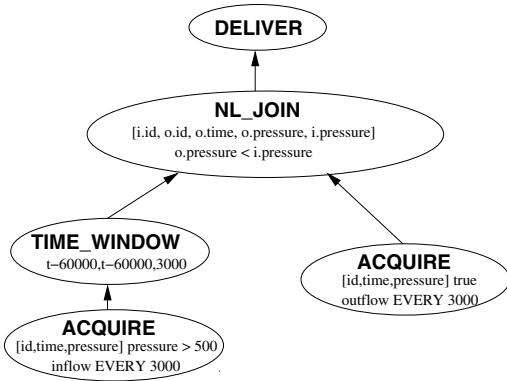 DELIVER
NL_JOIN
[i.id, o.id, o.time, o.pressure, i.pressure]
o.pressure < i.pressure
TIME_WINDOW
t−60000,t−60000,3000
ACQUIRE
[id,time,pressure] true
outflow EVERY 3000
ACQUIRE
[id,time,pressure] pressure > 500
inflow EVERY 3000